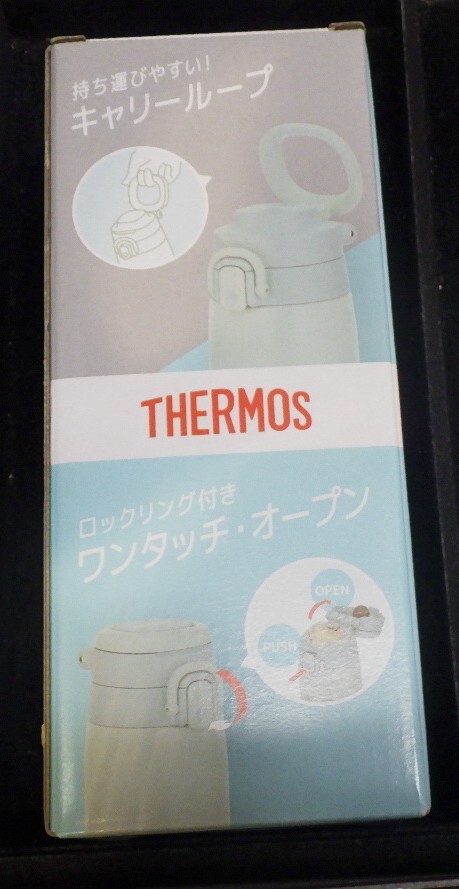 持ち運びやすい!
キャリーループ
THERMOS
ロックリング付き
ワンタッチ・オープン
OPEN
PUSH